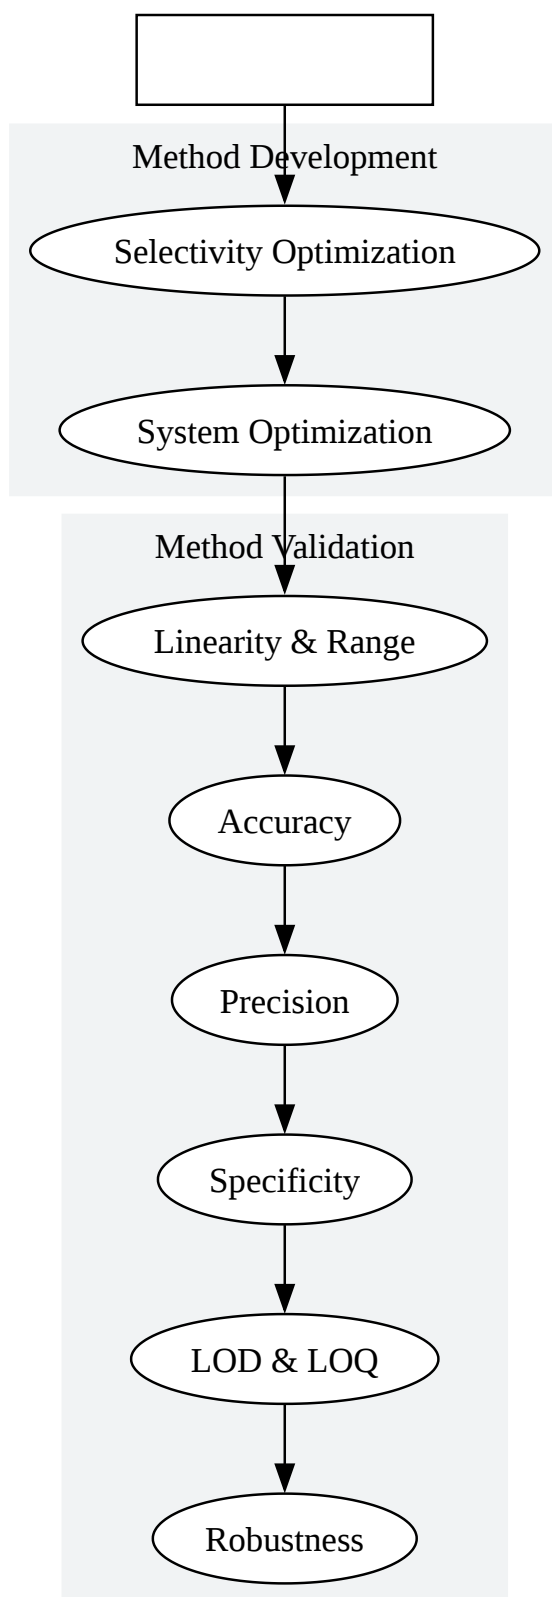 Method Development
Selectivity Optimization
System Optimization
Method Validation
Linearity & Range
Accuracy
Precision
Specificity
LOD & LOQ
Robustness